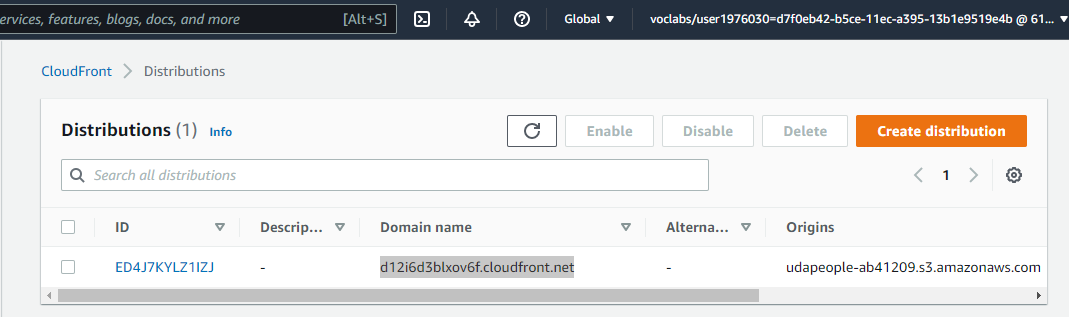 ervices, features, blogs, docs, and more [Alt+S] Global voclabs/user1976030=d7f0eb42-b5ce-11ec-a395-13b1e9519e4b @ 61...
CloudFront Distributions
Distributions (1) Info Enable Disable Delete Create distribution
Search all distributions 1
ID Descrip... Domain name Alterna... Origins
ED4J7KYLZ1IZJ - d12i6d3blxov6f.cloudfront.net - udapeople-ab41209.s3.amazonaws.com